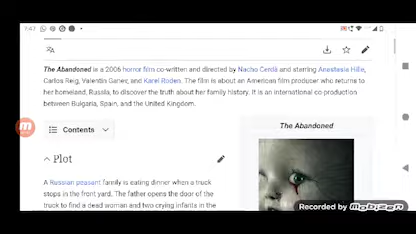 7:47
The Abandoned is a 2006 horror film co-written and directed by Nacho Cerdà and starring Anastasia Hille,
Carlos Reig, Valentin Ganev, and Karel Roden. The film is about an American film producer who returns to
her homeland, Russia, to discover the truth about her family history. It is an international co-production
between Bulgaria, Spain, and the United Kingdom.
Contents
The Abandoned
Plot
A Russian peasant family is eating dinner when a truck
stops in the front yard. The father opens the door of the
truck to find a dead woman and two crying infants in the
Recorded by Mobizen